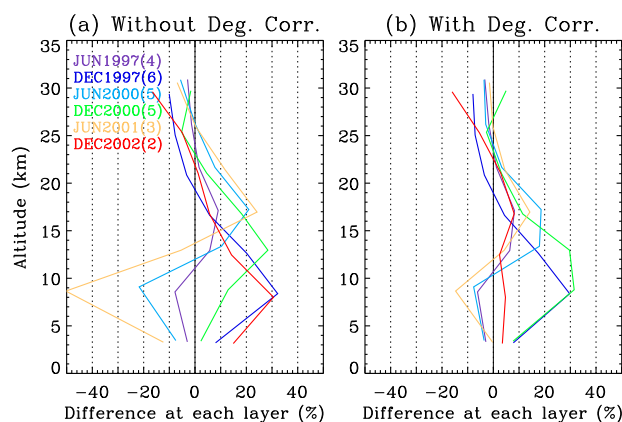 (a) Without Deg. Corr.
(b) With Deg. Corr.
35
30
25
20
15
10
5
0
Altitude (km)
JUN1997(4)
DEC1997(6)
JUN2000(5)
DEC2000(5)
JUN2001(3)
DEC2002(2)
-40 -20 0 20 40
Difference at each layer (%)
35
30
25
20
15
10
5
0
-40 -20 0 20 40
Difference at each layer (%)